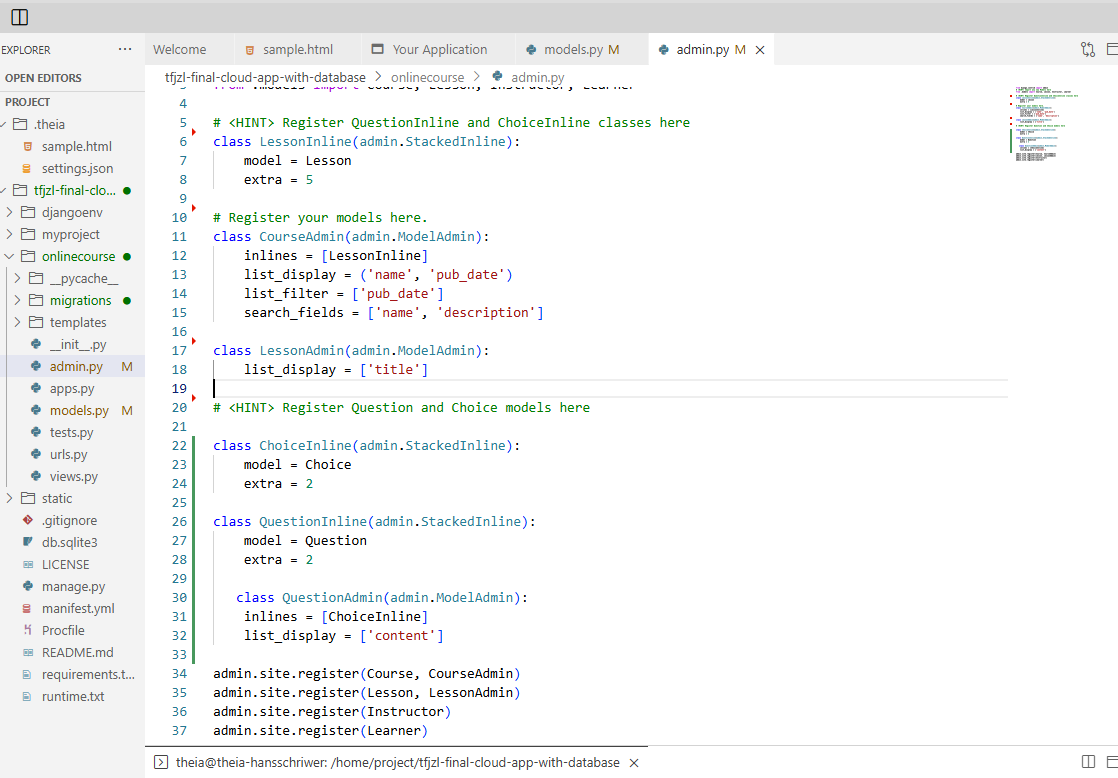 EXPLORER
...
Welcome
sample.html
Your Application
models.py M
admin.py M
OPEN EDITORS
tfjzl-final-cloud-app-with-database > onlinecourse > admin.py
PROJECT
.theia
sample.html
settings.json
tfjzl-final-clo...
djangoenv
myproject
onlinecourse
__pycache__
migrations
templates
__init__.py
admin.py M
apps.py
models.py M
tests.py
urls.py
views.py
static
.gitignore
db.sqlite3
LICENSE
manage.py
manifest.yml
Procfile
README.md
requirements.t...
runtime.txt
3 from .models import Course, Lesson, Instructor, Learner
4
5 # <HINT> Register QuestionInline and ChoiceInline classes here
6 class LessonInline(admin.StackedInline):
7     model = Lesson
8     extra = 5
9
10 # Register your models here.
11 class CourseAdmin(admin.ModelAdmin):
12     inlines = [LessonInline]
13     list_display = ('name', 'pub_date')
14     list_filter = ['pub_date']
15     search_fields = ['name', 'description']
16
17 class LessonAdmin(admin.ModelAdmin):
18     list_display = ['title']
19
20 # <HINT> Register Question and Choice models here
21
22 class ChoiceInline(admin.StackedInline):
23     model = Choice
24     extra = 2
25
26 class QuestionInline(admin.StackedInline):
27     model = Question
28     extra = 2
29
30    class QuestionAdmin(admin.ModelAdmin):
31     inlines = [ChoiceInline]
32     list_display = ['content']
33
34 admin.site.register(Course, CourseAdmin)
35 admin.site.register(Lesson, LessonAdmin)
36 admin.site.register(Instructor)
37 admin.site.register(Learner)
theia@theia-hansschriwer: /home/project/tfjzl-final-cloud-app-with-database